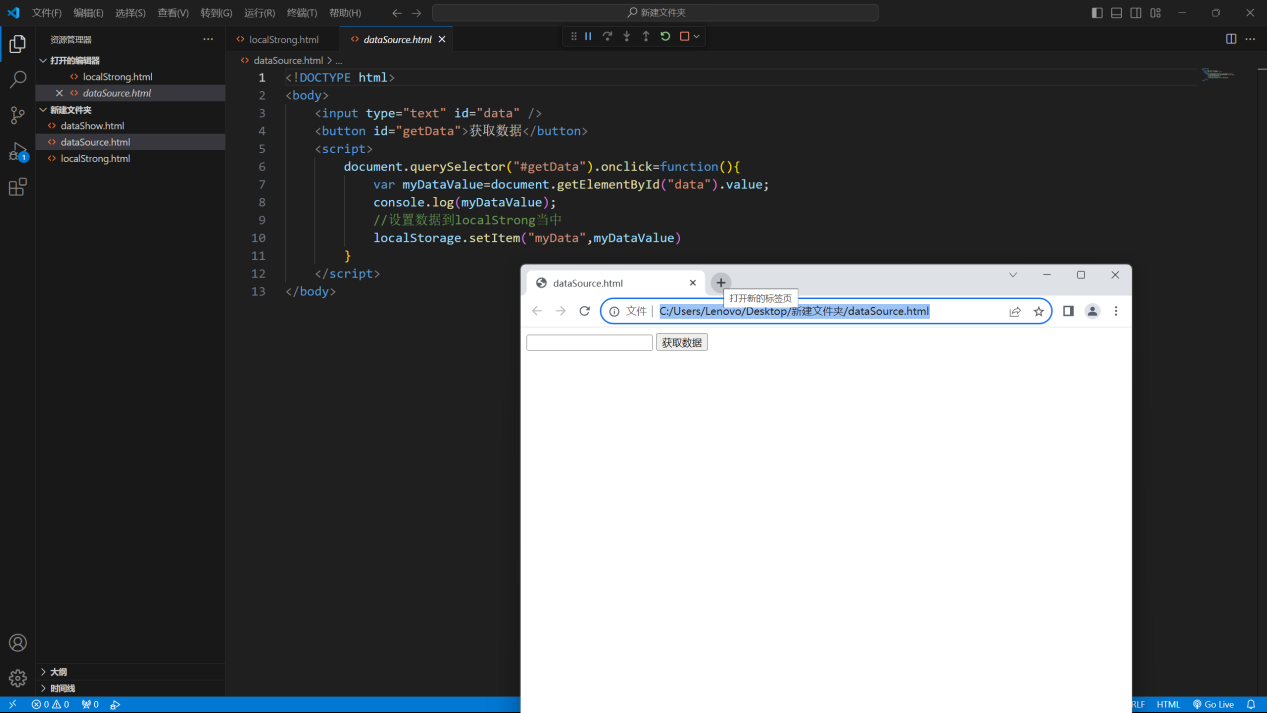 文件(F) 编辑(E) 选择(S) 查看(V) 转到(G) 运行(R) 终端(T) 帮助(H) 新建文件夹
资源管理器
localStrong.html dataSource.html
打开的编辑器
localStrong.html
dataSource.html
新建文件夹
dataShow.html
dataSource.html
localStrong.html
dataSource.html > ...
1 <!DOCTYPE html>
2 <body>
3 <input type="text" id="data" />
4 <button id="getData">获取数据</button>
5 <script>
6 document.querySelector("#getData").onclick=function(){
7 var myDataValue=document.getElementById("data").value;
8 console.log(myDataValue);
9 //设置数据到localStrong当中
10 localStorage.setItem("myData",myDataValue)
11 }
12 </script>
13 </body>
dataSource.html
打开新的标签页
文件 | C:/Users/Lenovo/Desktop/新建文件夹/dataSource.html
获取数据
1
大纲
时间线
0 0 0 RLF HTML Go Live